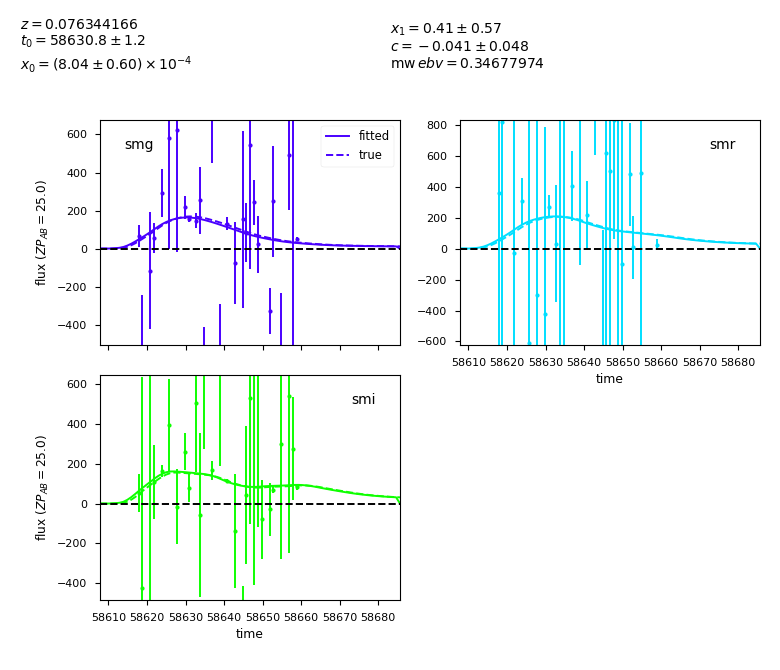 z = 0.076344166
t₀ = 58630.8 ± 1.2
x₀ = (8.04 ± 0.60) × 10⁻⁴
x₁ = 0.41 ± 0.57
c = −0.041 ± 0.048
mw ebv = 0.34677974
600
400
200
0
−200
−400
flux (ZP_AB = 25.0)
smg
fitted
true
800
600
400
200
0
−200
−400
−600
smr
58610 58620 58630 58640 58650 58660 58670 58680
time
600
400
200
0
−200
−400
flux (ZP_AB = 25.0)
smi
58610 58620 58630 58640 58650 58660 58670 58680
time